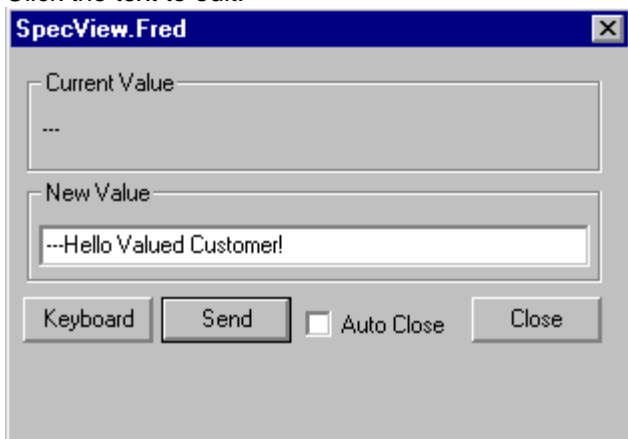 Click the text to edit.
SpecView.Fred
Current Value
---
New Value
---Hello Valued Customer!
Keyboard Send Auto Close Close